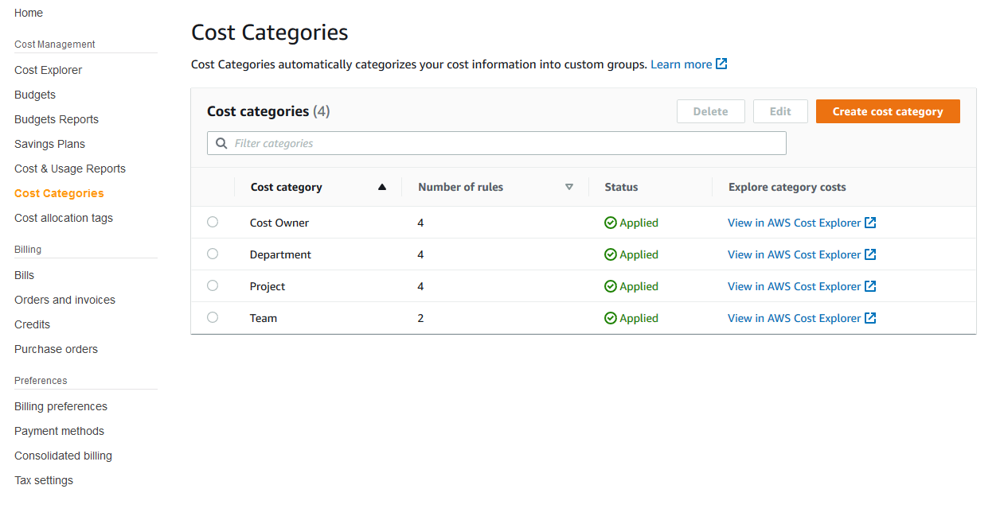 Home
Cost Management
Cost Explorer
Budgets
Budgets Reports
Savings Plans
Cost & Usage Reports
Cost Categories
Cost allocation tags
Billing
Bills
Orders and invoices
Credits
Purchase orders
Preferences
Billing preferences
Payment methods
Consolidated billing
Tax settings
Cost Categories
Cost Categories automatically categorizes your cost information into custom groups. Learn more
Cost categories (4)
Delete Edit Create cost category
Filter categories
Cost category Number of rules Status Explore category costs
Cost Owner 4 Applied View in AWS Cost Explorer
Department 4 Applied View in AWS Cost Explorer
Project 4 Applied View in AWS Cost Explorer
Team 2 Applied View in AWS Cost Explorer